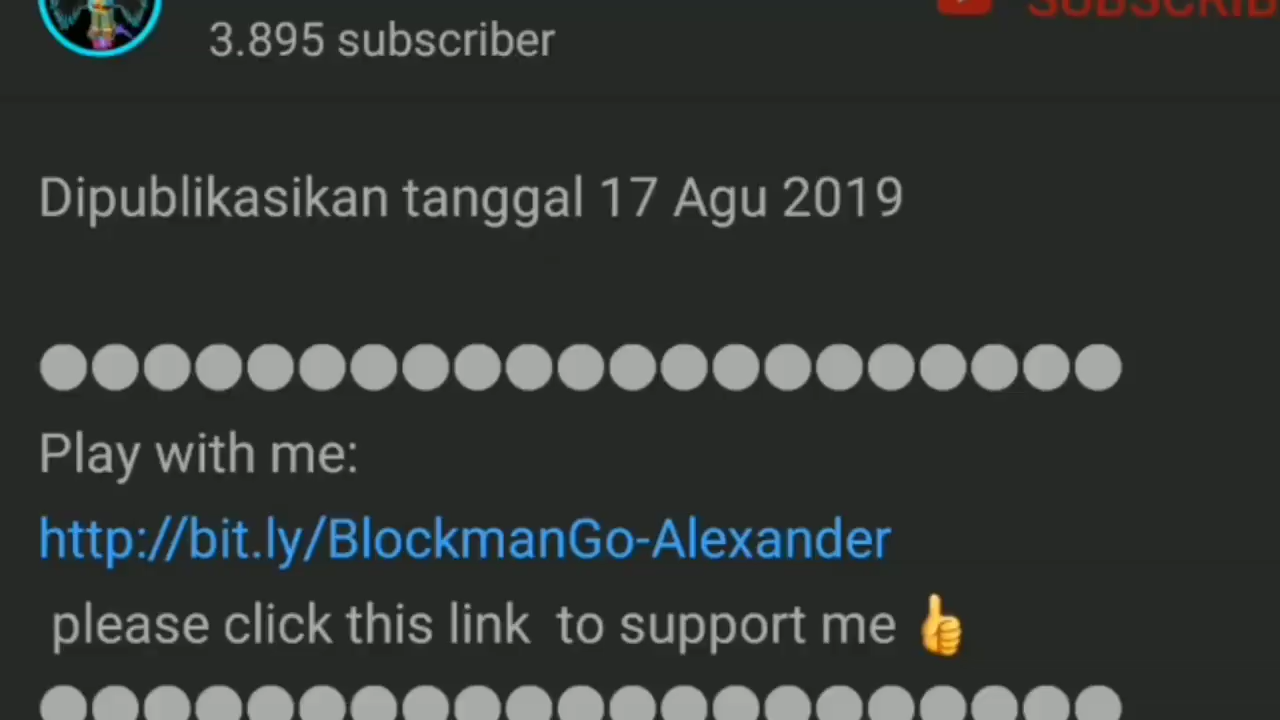 SUBSCRIB
3.895 subscriber
Dipublikasikan tanggal 17 Agu 2019
Play with me:
http://bit.ly/BlockmanGo-Alexander
please click this link to support me 👍